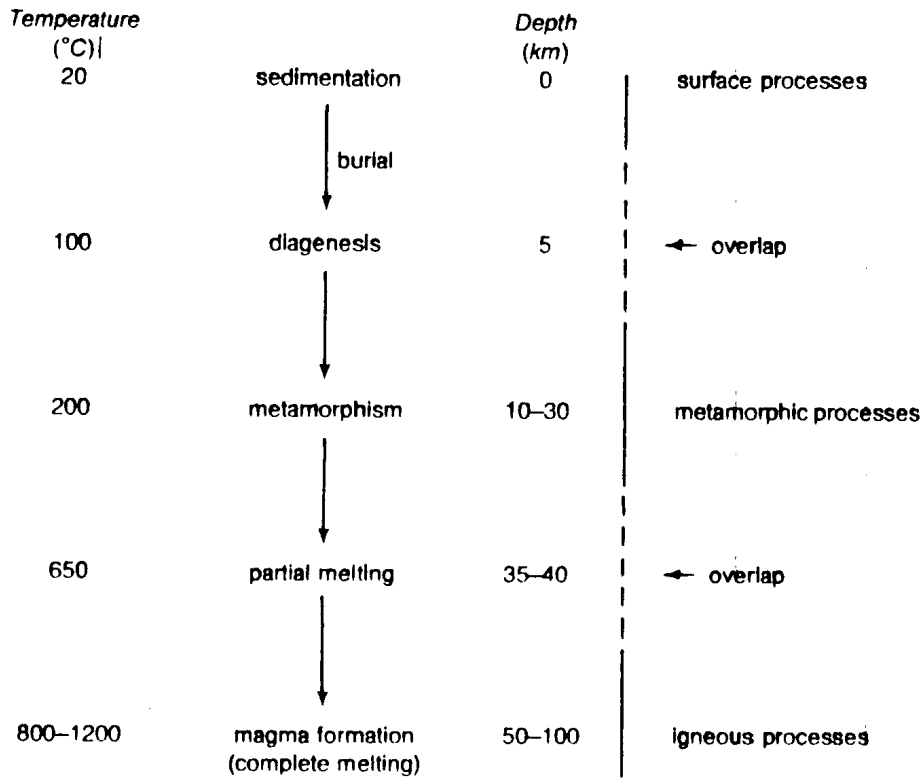 Temperature Depth
(°C) (km)
20 sedimentation 0 surface processes
burial
100 diagenesis 5 overlap
200 metamorphism 10–30 metamorphic processes
650 partial melting 35–40 overlap
800–1200 magma formation 50–100 igneous processes
(complete melting)